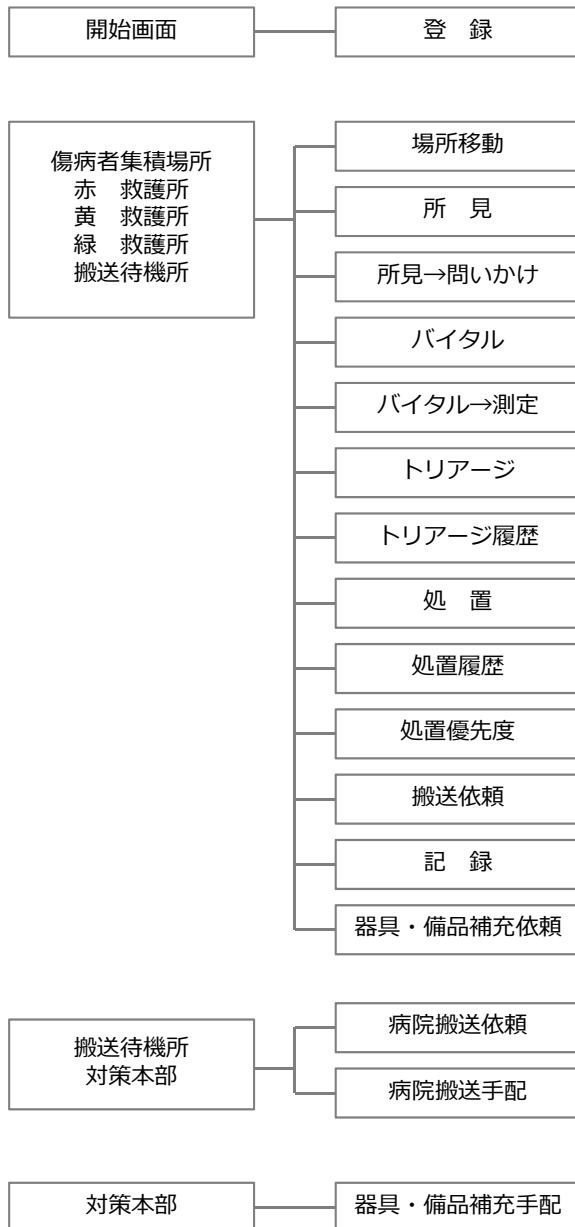 開始画面
登　録
傷病者集積場所
赤　救護所
黄　救護所
緑　救護所
搬送待機所
場所移動
所　見
所見→問いかけ
バイタル
バイタル→測定
トリアージ
トリアージ履歴
処　置
処置履歴
処置優先度
搬送依頼
記　録
器具・備品補充依頼
搬送待機所
対策本部
病院搬送依頼
病院搬送手配
対策本部
器具・備品補充手配